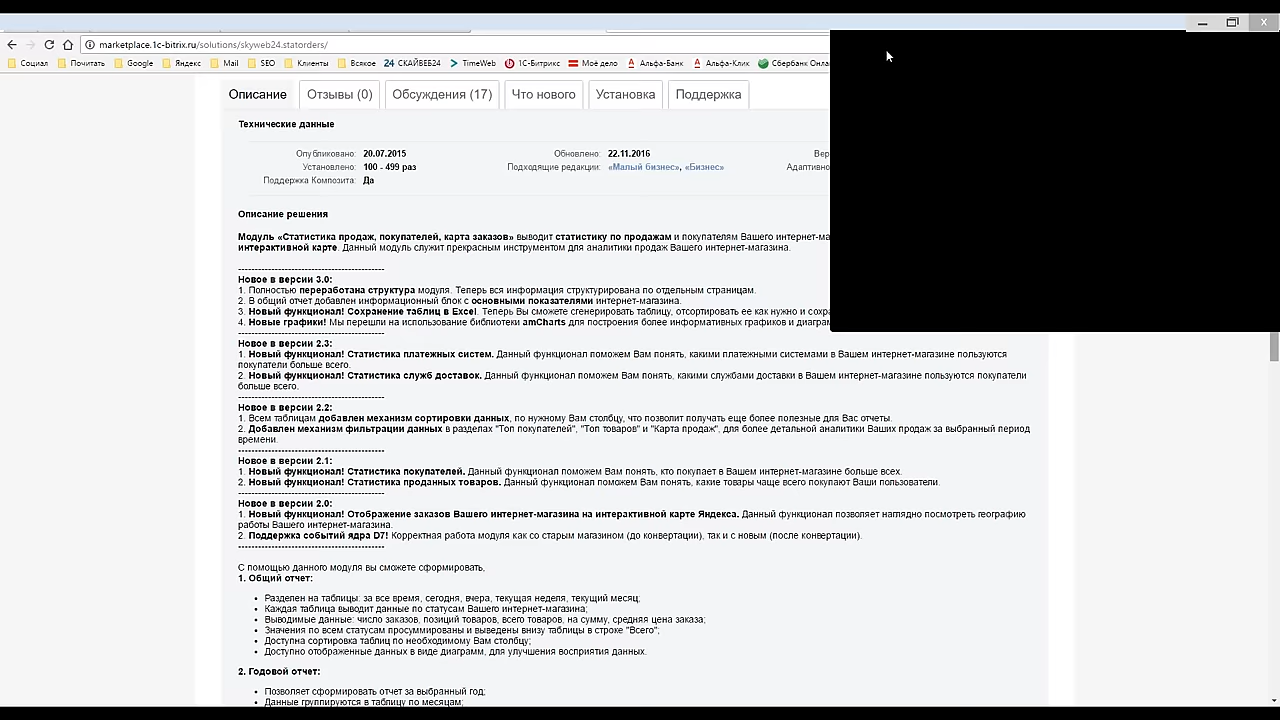 marketplace.1c-bitrix.ru/solutions/skyweb24.statorders/
Социал Почитать Google Яндекс Mail SEO Клиенты Всякое 24 СКАЙВЕБ24 TimeWeb 1С-Битрикс Моё дело Альфа-Банк Альфа-Клик Сбербанк Онла
Описание Отзывы (0) Обсуждения (17) Что нового Установка Поддержка
Технические данные
Опубликовано: 20.07.2015 Обновлено: 22.11.2016 Вер
Установлено: 100 - 499 раз Подходящие редакции: «Малый бизнес», «Бизнес» Адаптивно
Поддержка Композита: Да
Описание решения
Модуль «Статистика продаж, покупателей, карта заказов» выводит статистику по продажам и покупателям Вашего интернет-ма
интерактивной карте. Данный модуль служит прекрасным инструментом для аналитики продаж Вашего интернет-магазина.
--------------------------------------------
Новое в версии 3.0:
1. Полностью переработана структура модуля. Теперь вся информация структурирована по отдельным страницам.
2. В общий отчет добавлен информационный блок с основными показателями интернет-магазина.
3. Новый функционал! Сохранение таблиц в Excel. Теперь Вы сможете сгенерировать таблицу, отсортировать ее как нужно и сохра
4. Новые графики! Мы перешли на использование библиотеки amCharts для построения более информативных графиков и диаграм
--------------------------------------------
Новое в версии 2.3:
1. Новый функционал! Статистика платежных систем. Данный функционал поможем Вам понять, какими платежными системами в Вашем интернет-магазине пользуются
покупатели больше всего.
2. Новый функционал! Статистика служб доставок. Данный функционал поможем Вам понять, какими службами доставки в Вашем интернет-магазине пользуются покупатели
больше всего.
--------------------------------------------
Новое в версии 2.2:
1. Всем таблицам добавлен механизм сортировки данных, по нужному Вам столбцу, что позволит получать еще более полезные для Вас отчеты.
2. Добавлен механизм фильтрации данных в разделах "Топ покупателей", "Топ товаров" и "Карта продаж", для более детальной аналитики Ваших продаж за выбранный период
времени.
--------------------------------------------
Новое в версии 2.1:
1. Новый функционал! Статистика покупателей. Данный функционал поможем Вам понять, кто покупает в Вашем интернет-магазине больше всех.
2. Новый функционал! Статистика проданных товаров. Данный функционал поможем Вам понять, какие товары чаще всего покупают Ваши пользователи.
--------------------------------------------
Новое в версии 2.0:
1. Новый функционал! Отображение заказов Вашего интернет-магазина на интерактивной карте Яндекса. Данный функционал позволяет наглядно посмотреть географию
работы Вашего интернет-магазина.
2. Поддержка событий ядра D7! Корректная работа модуля как со старым магазином (до конвертации), так и с новым (после конвертации).
--------------------------------------------
С помощью данного модуля вы сможете сформировать,
1. Общий отчет:
• Разделен на таблицы: за все время, сегодня, вчера, текущая неделя, текущий месяц;
• Каждая таблица выводит данные по статусам Вашего интернет-магазина;
• Выводимые данные: число заказов, позиций товаров, всего товаров, на сумму, средняя цена заказа;
• Значения по всем статусам просуммированы и выведены внизу таблицы в строке "Всего";
• Доступна сортировка таблиц по необходимому Вам столбцу;
• Доступно отображенные данных в виде диаграмм, для улучшения восприятия данных.
2. Годовой отчет:
• Позволяет сформировать отчет за выбранный год;
• Данные группируются в таблицу по месяцам;